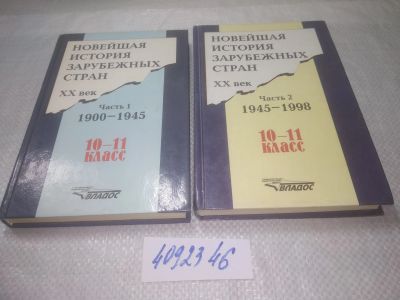 НОВЕЙШАЯ
ИСТОРИЯ
ЗАРУБЕЖНЫХ
СТРАН
XX век
Часть 1
1900–1945
10–11
класс
ВЛАДОС
НОВЕЙШАЯ
ИСТОРИЯ
ЗАРУБЕЖНЫХ
СТРАН
XX век
Часть 2
1945–1998
10–11
класс
ВЛАДОС
4092346